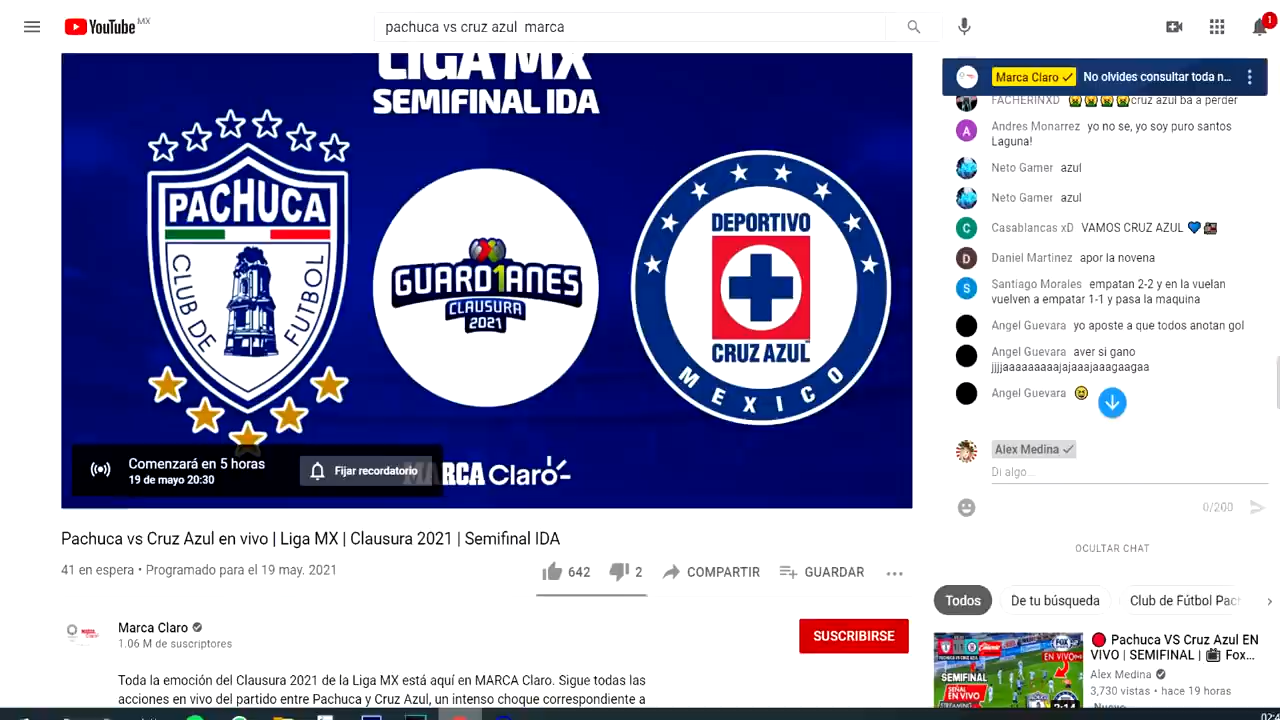 YouTube MX
pachuca vs cruz azul  marca
1
LIGA MX
SEMIFINAL IDA
PACHUCA
CLUB DE
FUTBOL
GUARD1ANES
CLAUSURA
2021
DEPORTIVO
CRUZ AZUL
MEXICO
Comenzará en 5 horas
19 de mayo 20:30
Fijar recordatorio
MARCA Claro
Pachuca vs Cruz Azul en vivo | Liga MX | Clausura 2021 | Semifinal IDA
41 en espera • Programado para el 19 may. 2021
642
2
COMPARTIR
GUARDAR
Marca Claro
1.06 M de suscriptores
SUSCRIBIRSE
Toda la emoción del Clausura 2021 de la Liga MX está aquí en MARCA Claro. Sigue todas las
acciones en vivo del partido entre Pachuca y Cruz Azul, un intenso choque correspondiente a
Marca Claro No olvides consultar toda n...
FACHERINXD cruz azul ba a perder
A
Andres Monarrez yo no se, yo soy puro santos
Laguna!
Neto Gamer azul
Neto Gamer azul
C
Casablancas xD VAMOS CRUZ AZUL
D
Daniel Martinez apor la novena
S
Santiago Morales empatan 2-2 y en la vuelan
vuelven a empatar 1-1 y pasa la maquina
Angel Guevara yo aposte a que todos anotan gol
Angel Guevara aver si gano
jjjjaaaaaaaaajajaaajaaagaagaa
Angel Guevara
Alex Medina
Di algo...
0/200
OCULTAR CHAT
Todos
De tu búsqueda
Club de Fútbol Pach
EN VIVO
SEMIFINAL
SEÑAL
EN VIVO
Pachuca VS Cruz Azul EN
VIVO | SEMIFINAL | Fox...
Alex Medina
3,730 vistas • hace 19 horas
Nuevo